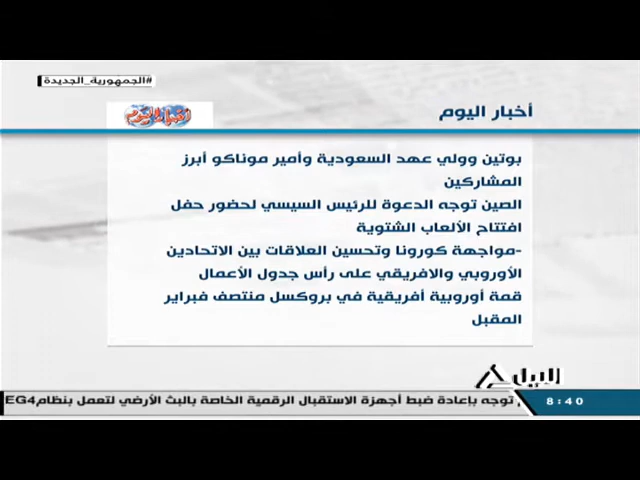 #الجمهورية_الجديدة
أخبار اليوم
اخبار اليوم
بوتين وولي عهد السعودية وأمير موناكو أبرز
المشاركين
الصين توجه الدعوة للرئيس السيسي لحضور حفل
افتتاح الألعاب الشتوية
-مواجهة كورونا وتحسين العلاقات بين الاتحادين
الأوروبي والافريقي على رأس جدول الأعمال
قمة أوروبية أفريقية في بروكسل منتصف فبراير
المقبل
توجه بإعادة ضبط أجهزة الاستقبال الرقمية الخاصة بالبث الأرضي لتعمل بنظام EG4
8:40